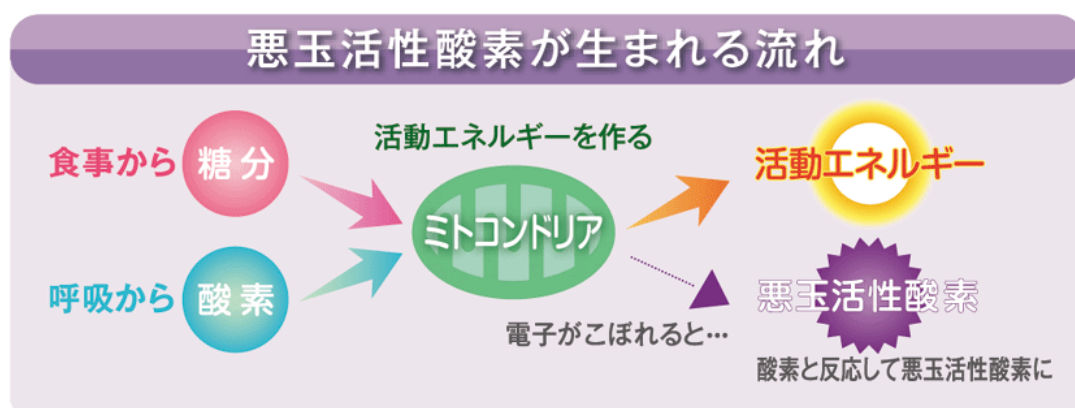 悪玉活性酸素が生まれる流れ
食事から 糖分
呼吸から 酸素
活動エネルギーを作る
ミトコンドリア
電子がこぼれると…
活動エネルギー
悪玉活性酸素
酸素と反応して悪玉活性酸素に